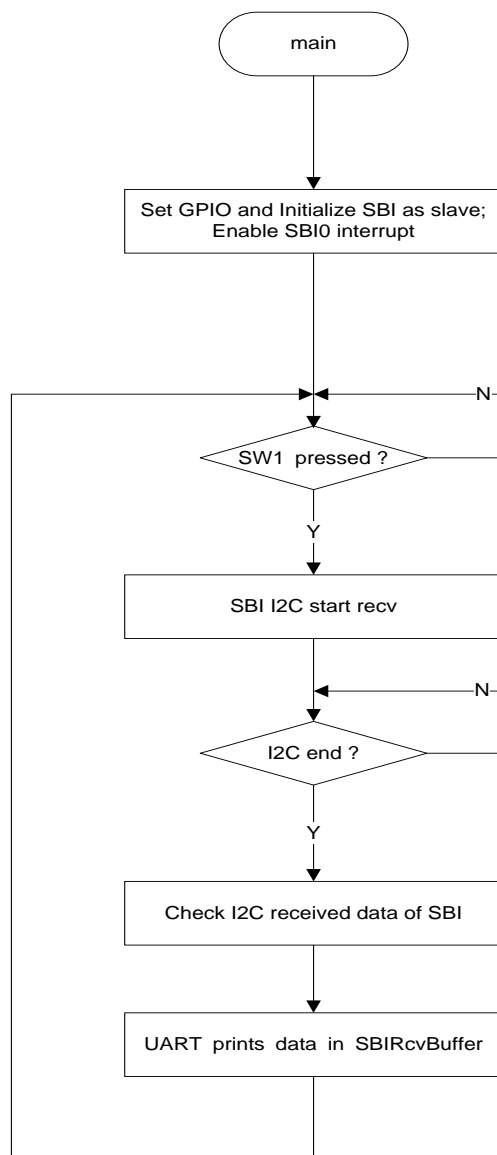 main
Set GPIO and Initialize SBI as slave;
Enable SBI0 interrupt
N
SW1 pressed ?
Y
SBI I2C start recv
N
I2C end ?
Y
Check I2C received data of SBI
UART prints data in SBIRcvBuffer